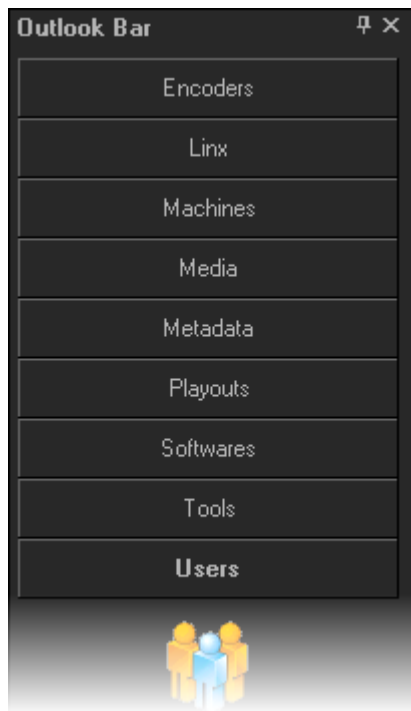 Outlook Bar
Encoders
Linx
Machines
Media
Metadata
Playouts
Softwares
Tools
Users